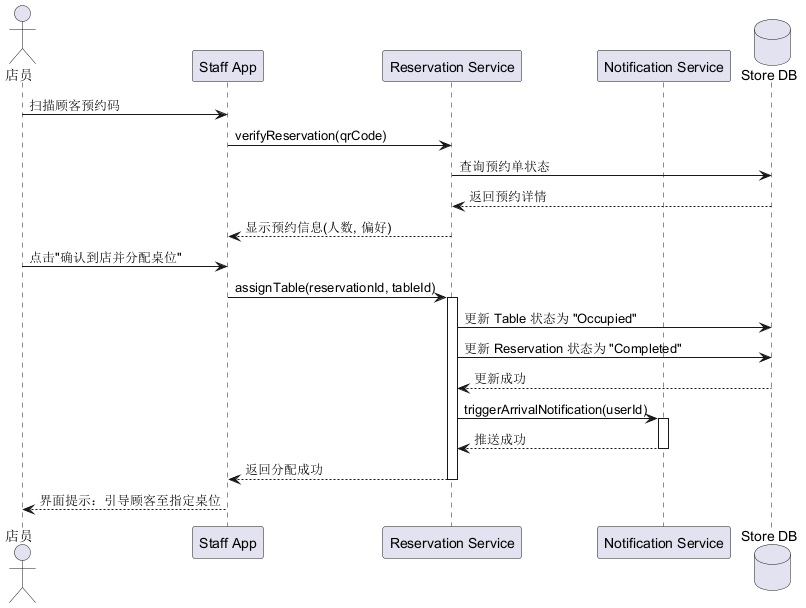 店员
Staff App
Reservation Service
Notification Service
Store DB
扫描顾客预约码
verifyReservation(qrCode)
查询预约单状态
返回预约详情
显示预约信息(人数, 偏好)
点击"确认到店并分配桌位"
assignTable(reservationId, tableId)
更新 Table 状态为 "Occupied"
更新 Reservation 状态为 "Completed"
更新成功
triggerArrivalNotification(userId)
推送成功
返回分配成功
界面提示：引导顾客至指定桌位
店员
Staff App
Reservation Service
Notification Service
Store DB